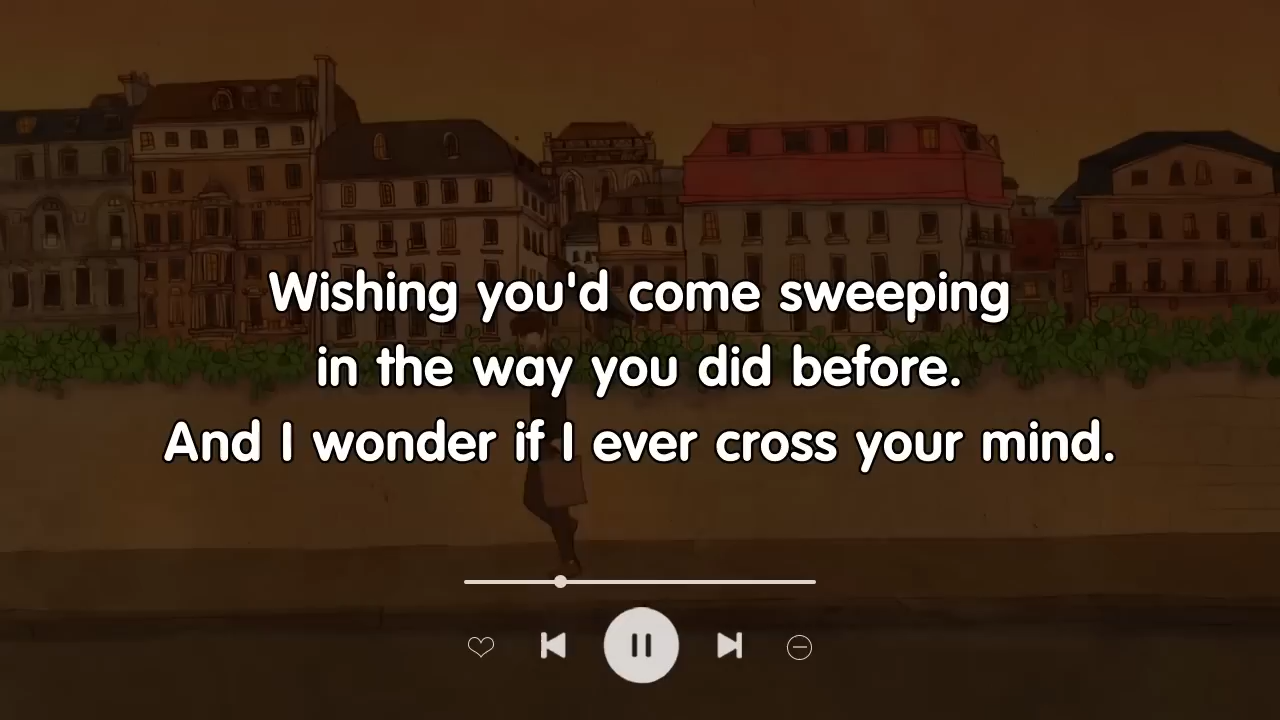 Wishing you'd come sweeping
in the way you did before.
And I wonder if I ever cross your mind.